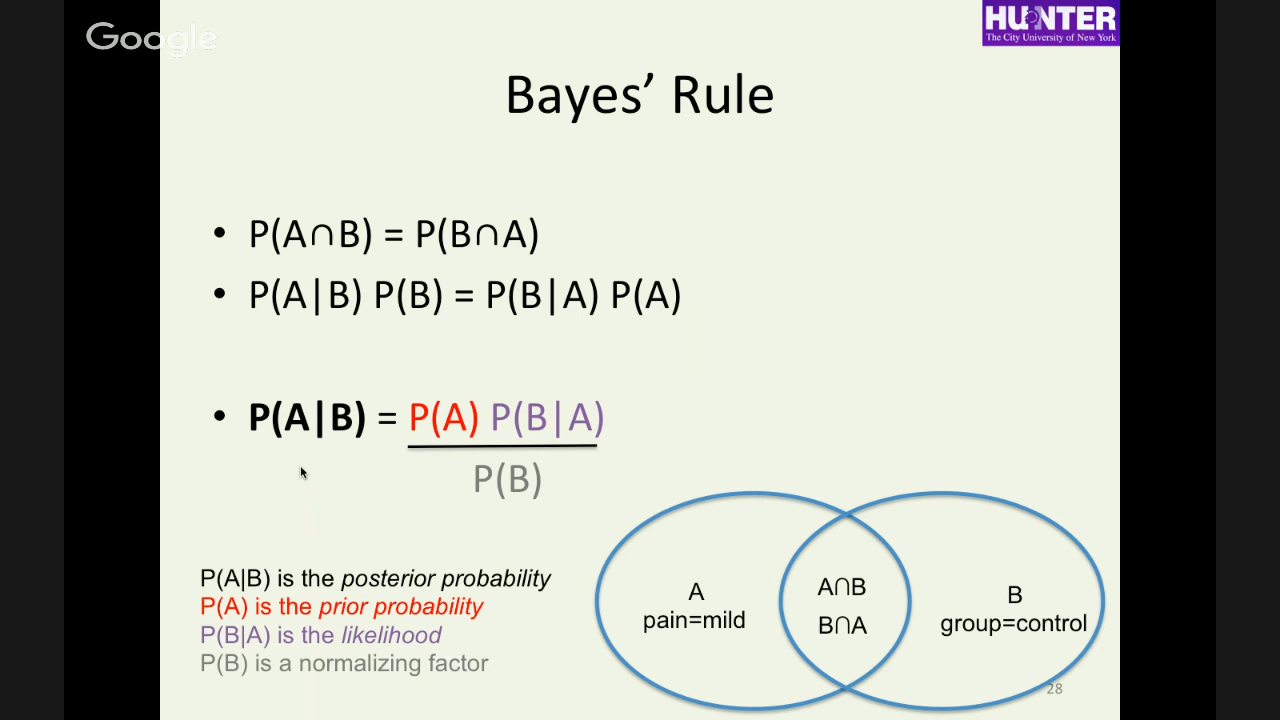 Google
HUNTER
The City University of New York
Bayes’ Rule
• P(A∩B) = P(B∩A)
• P(A|B) P(B) = P(B|A) P(A)
• P(A|B) = P(A) P(B|A)
P(B)
P(A|B) is the posterior probability
P(A) is the prior probability
P(B|A) is the likelihood
P(B) is a normalizing factor
A
pain=mild
A∩B
B∩A
B
group=control
28